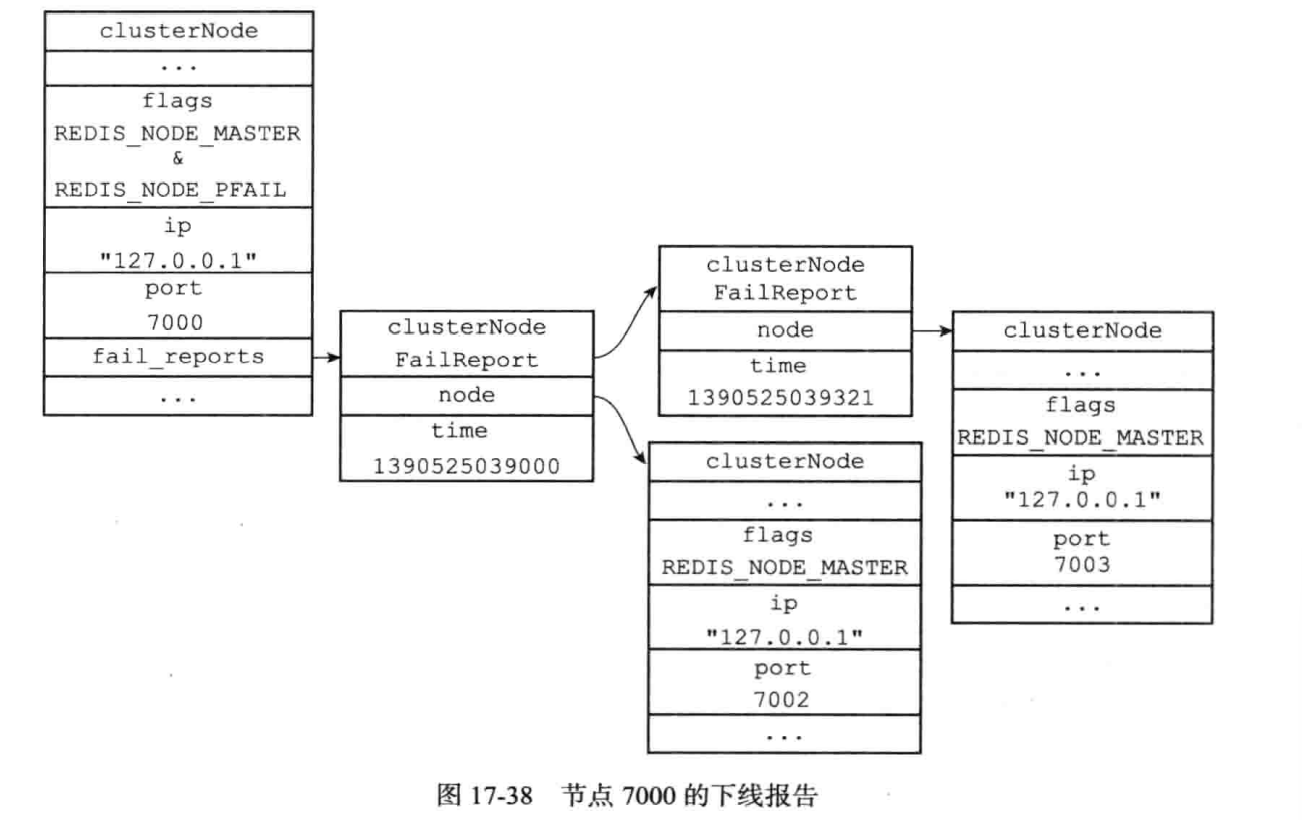 clusterNode
...
flags
REDIS_NODE_MASTER
&
REDIS_NODE_PFAIL
ip
"127.0.0.1"
port
7000
fail_reports
...
clusterNode
FailReport
node
time
1390525039000
clusterNode
FailReport
node
time
1390525039321
clusterNode
...
flags
REDIS_NODE_MASTER
ip
"127.0.0.1"
port
7002
...
clusterNode
...
flags
REDIS_NODE_MASTER
ip
"127.0.0.1"
port
7003
...
图 17-38 节点 7000 的下线报告